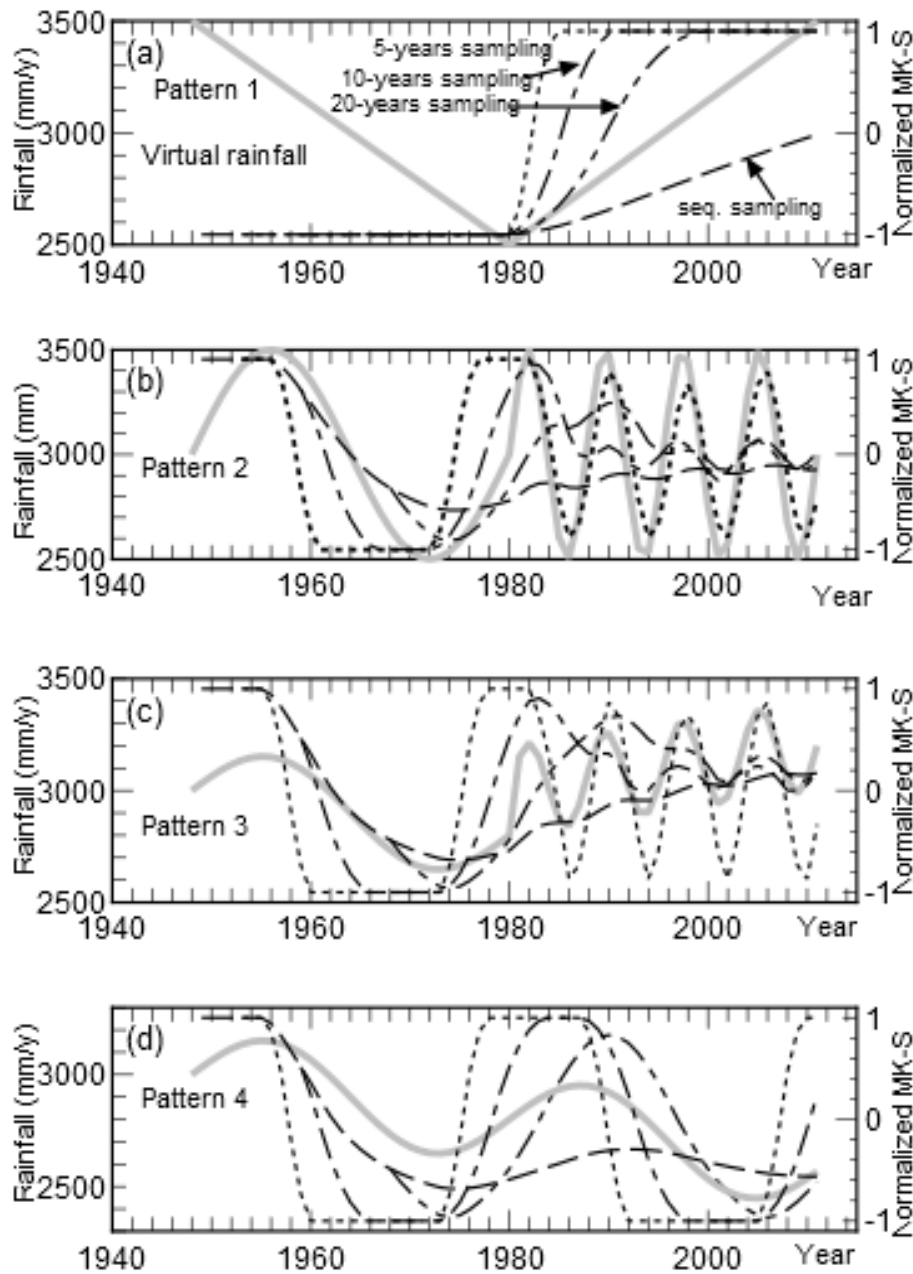 3500
(a)
5-years sampling
1
Pattern 1
10-years sampling
20-years sampling
Rinfall (mm/y)
3000
0
Normalized MK-S
Virtual rainfall
seq. sampling
2500
-1
1940 1960 1980 2000 Year
3500
(b)
1
Rainfall (mm)
3000
0
Normalized MK-S
Pattern 2
2500
-1
1940 1960 1980 2000 Year
3500
(c)
1
Rainfall (mm/y)
3000
0
Normalized MK-S
Pattern 3
2500
-1
1940 1960 1980 2000 Year
(d)
1
Rainfall (mm/y)
3000
Pattern 4
0
Normalized MK-S
2500
-1
1940 1960 1980 2000 Year